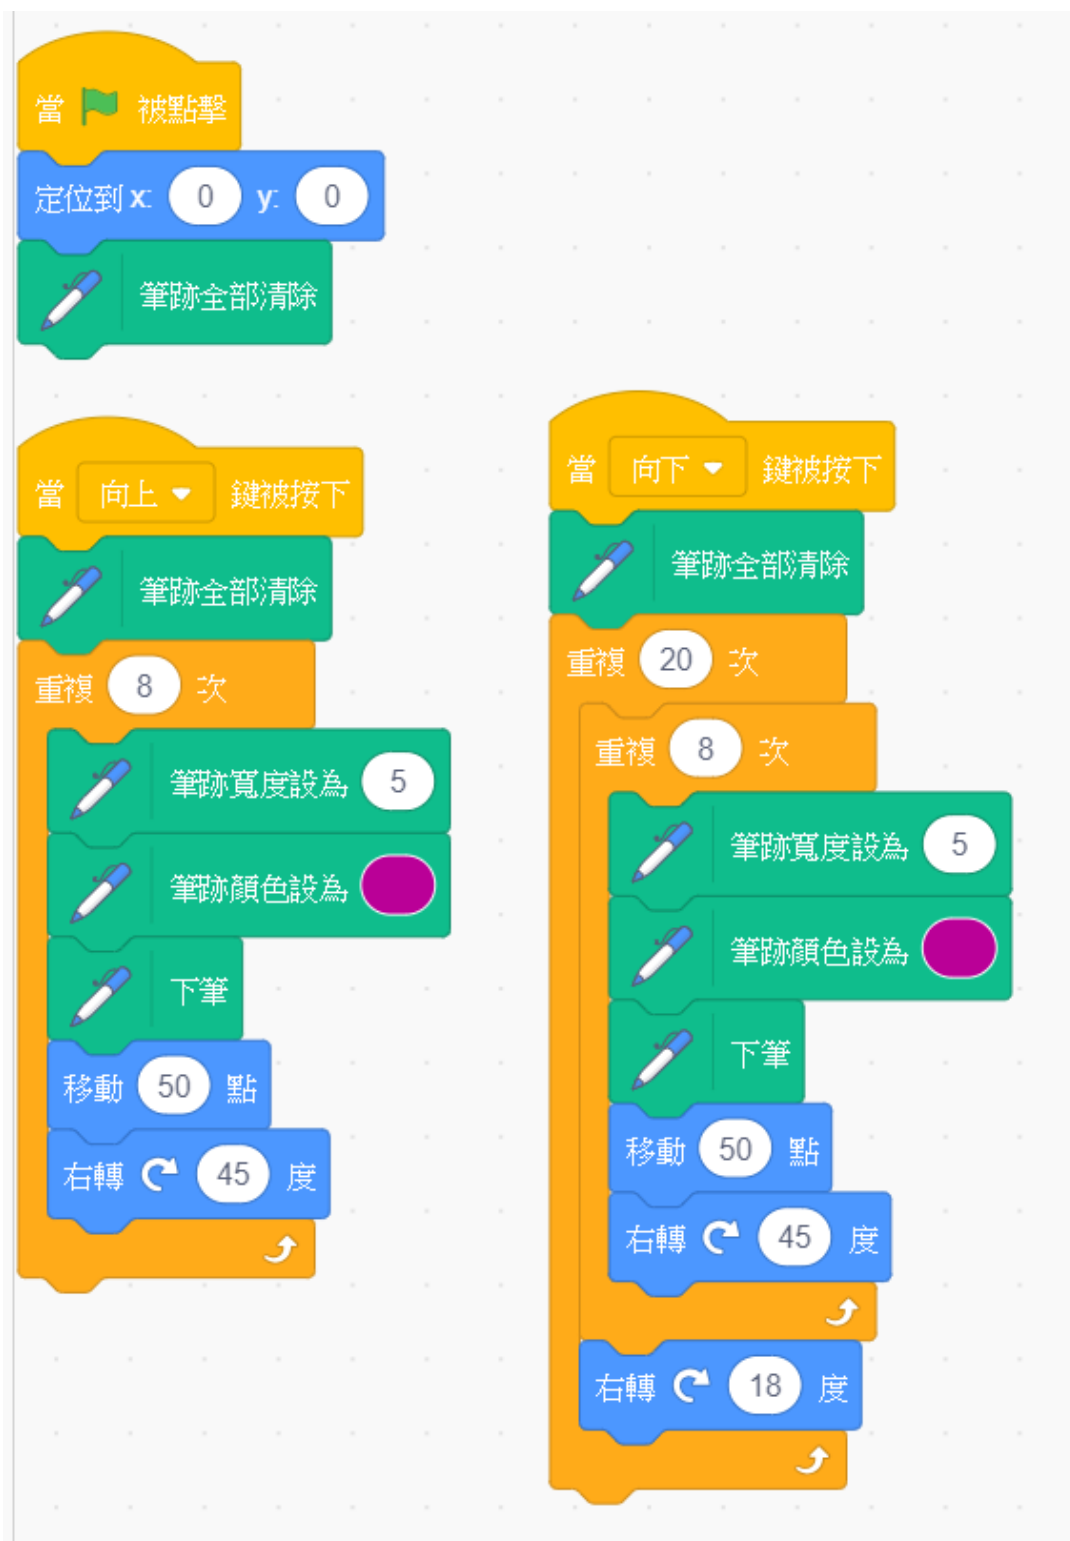 當 被點擊
定位到 x: 0 y: 0
筆跡全部清除
當 向上 鍵被按下
筆跡全部清除
重複 8 次
筆跡寬度設為 5
筆跡顏色設為
下筆
移動 50 點
右轉 45 度
當 向下 鍵被按下
筆跡全部清除
重複 20 次
重複 8 次
筆跡寬度設為 5
筆跡顏色設為
下筆
移動 50 點
右轉 45 度
右轉 18 度